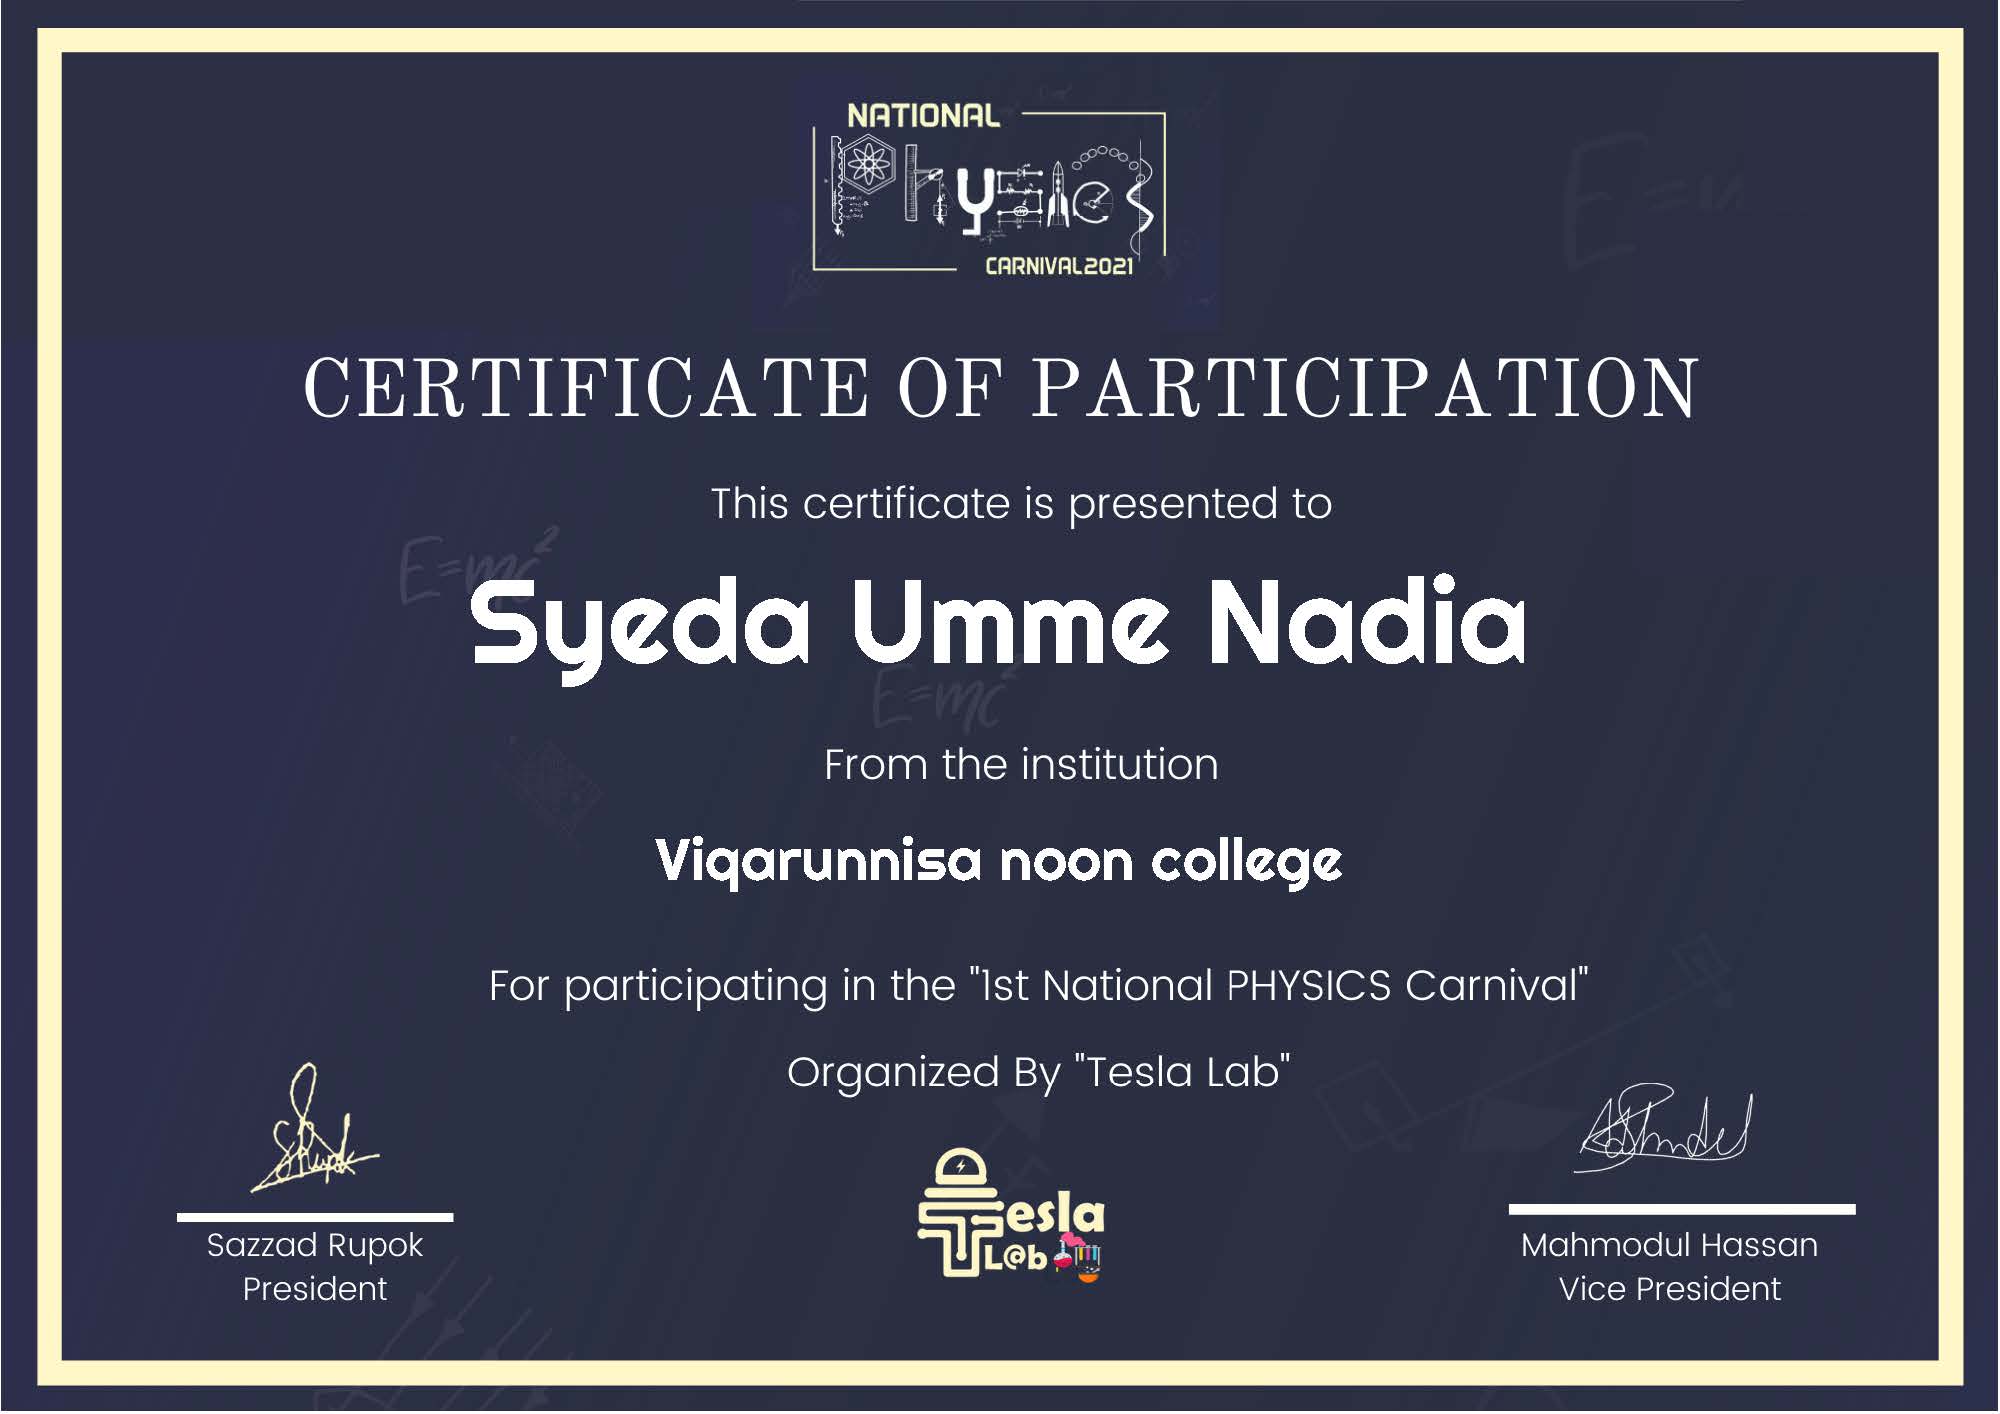 NATIONAL
Physics
CARNIVAL2021
CERTIFICATE OF PARTICIPATION
This certificate is presented to
E=mc²
Syeda Umme Nadia
E=mc²
From the institution
Viqarunnisa noon college
For participating in the "1st National PHYSICS Carnival"
Organized By "Tesla Lab"
Tesla
L@b
Sazzad Rupok
President
Mahmodul Hassan
Vice President